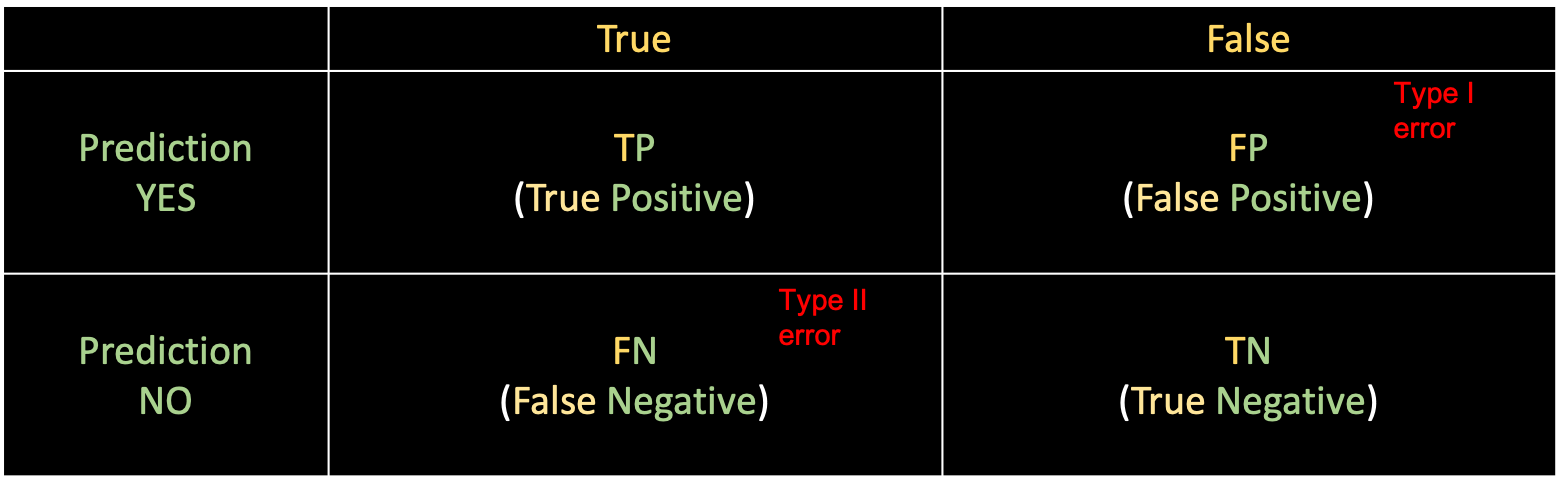 True
False
Prediction
YES
TP
(True Positive)
FP
(False Positive)
Type I
error
Prediction
NO
FN
(False Negative)
Type II
error
TN
(True Negative)